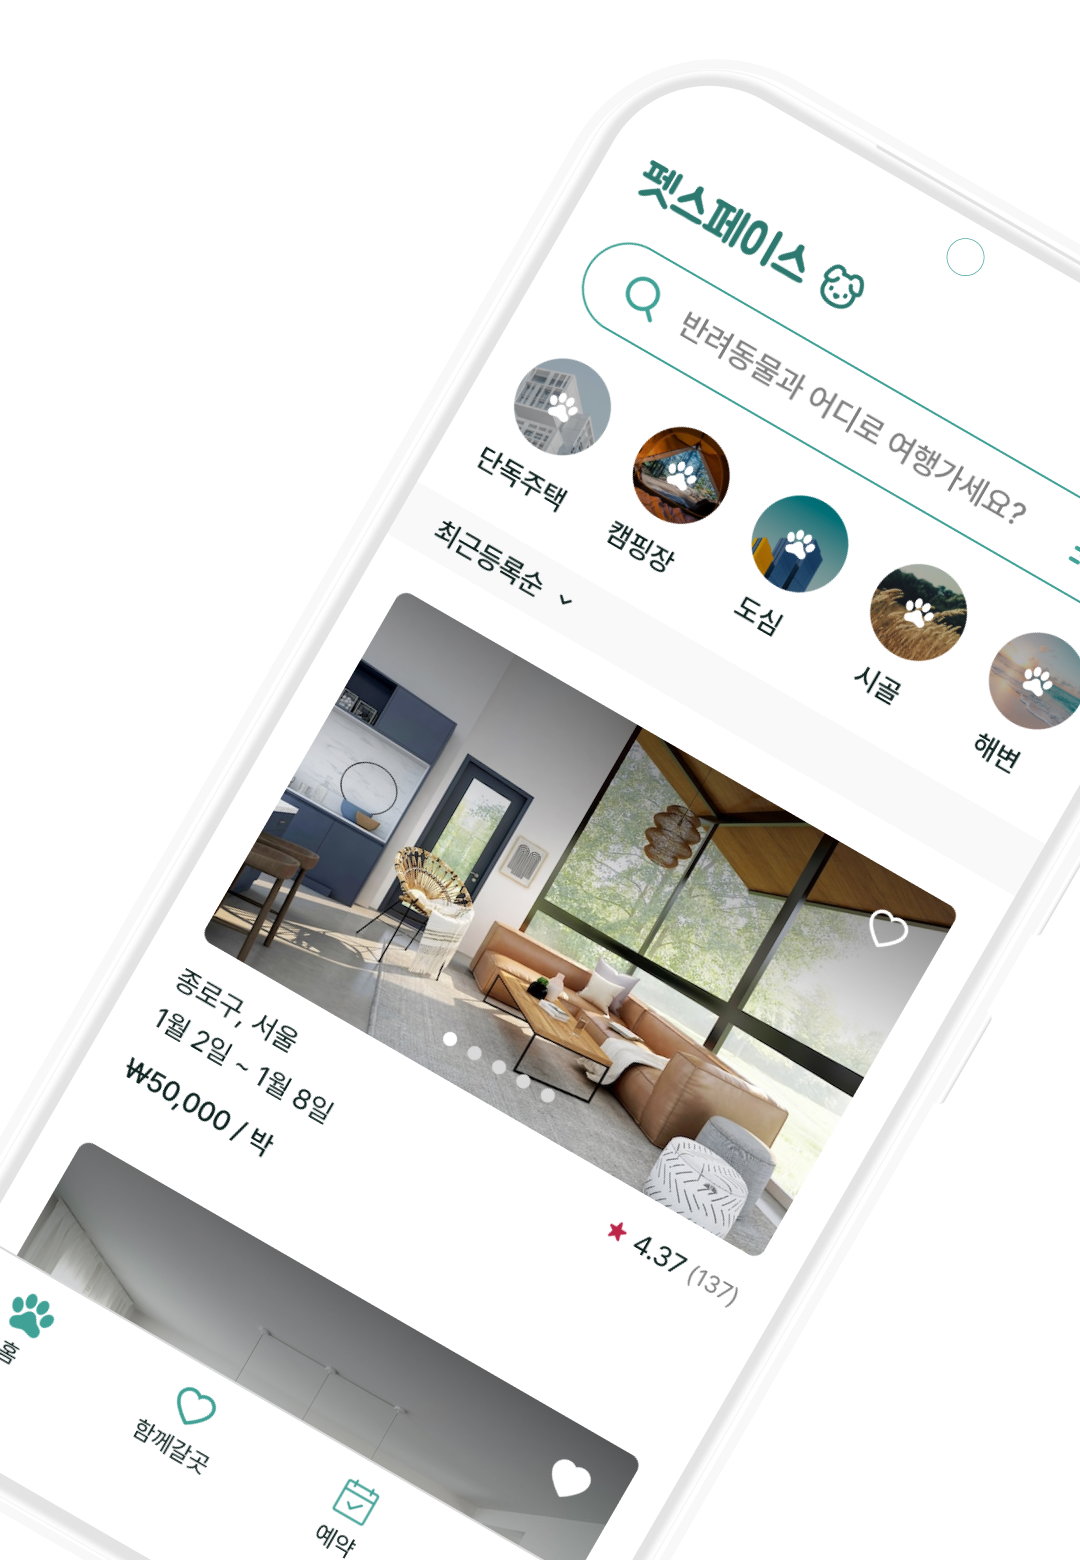 펫스페이스
반려동물과 어디로 여행가세요?
단독주택
캠핑장
도심
시골
해변
최근등록순
종로구, 서울
1월 2일 ~ 1월 8일
₩50,000 / 박
4.37 (137)
홈
함께갈곳
예약